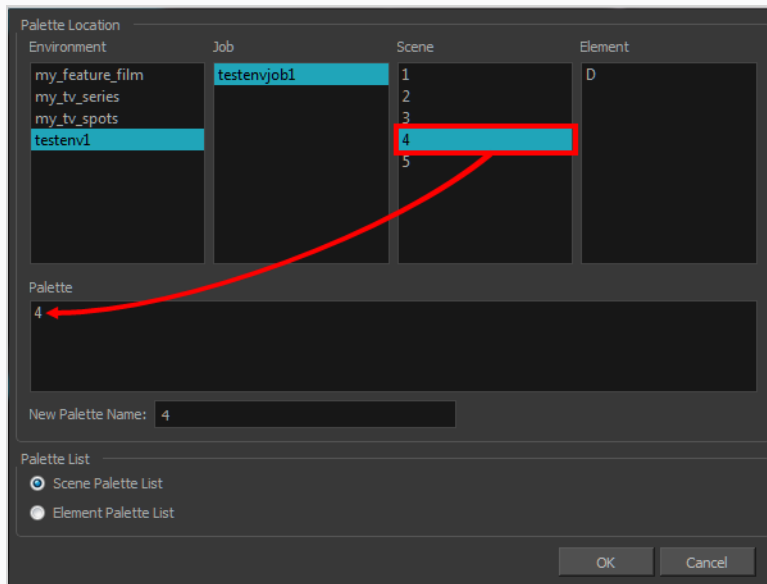 Palette Location
Environment
Job
Scene
Element
my_feature_film
my_tv_series
my_tv_spots
testenv1
testenvjob1
1
2
3
4
5
D
Palette
4
New Palette Name: 4
Palette List
Scene Palette List
Element Palette List
OK
Cancel